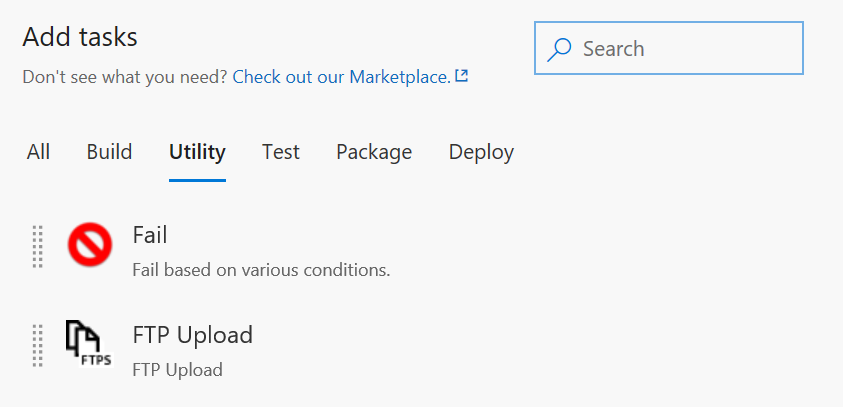 Add tasks
Search
Don't see what you need? Check out our Marketplace.
All Build Utility Test Package Deploy
Fail
Fail based on various conditions.
FTP Upload
FTPS
FTP Upload